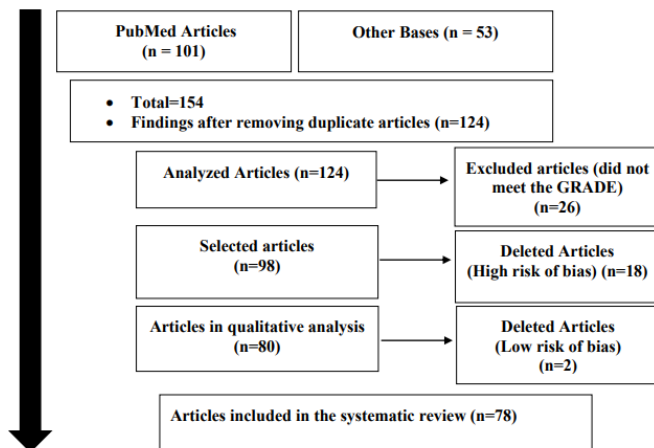 PubMed Articles
(n = 101)
Other Bases (n = 53)
• Total=154
• Findings after removing duplicate articles (n=124)
Analyzed Articles (n=124)
Excluded articles (did not
meet the GRADE)
(n=26)
Selected articles
(n=98)
Deleted Articles
(High risk of bias) (n=18)
Articles in qualitative analysis
(n=80)
Deleted Articles
(Low risk of bias)
(n=2)
Articles included in the systematic review (n=78)